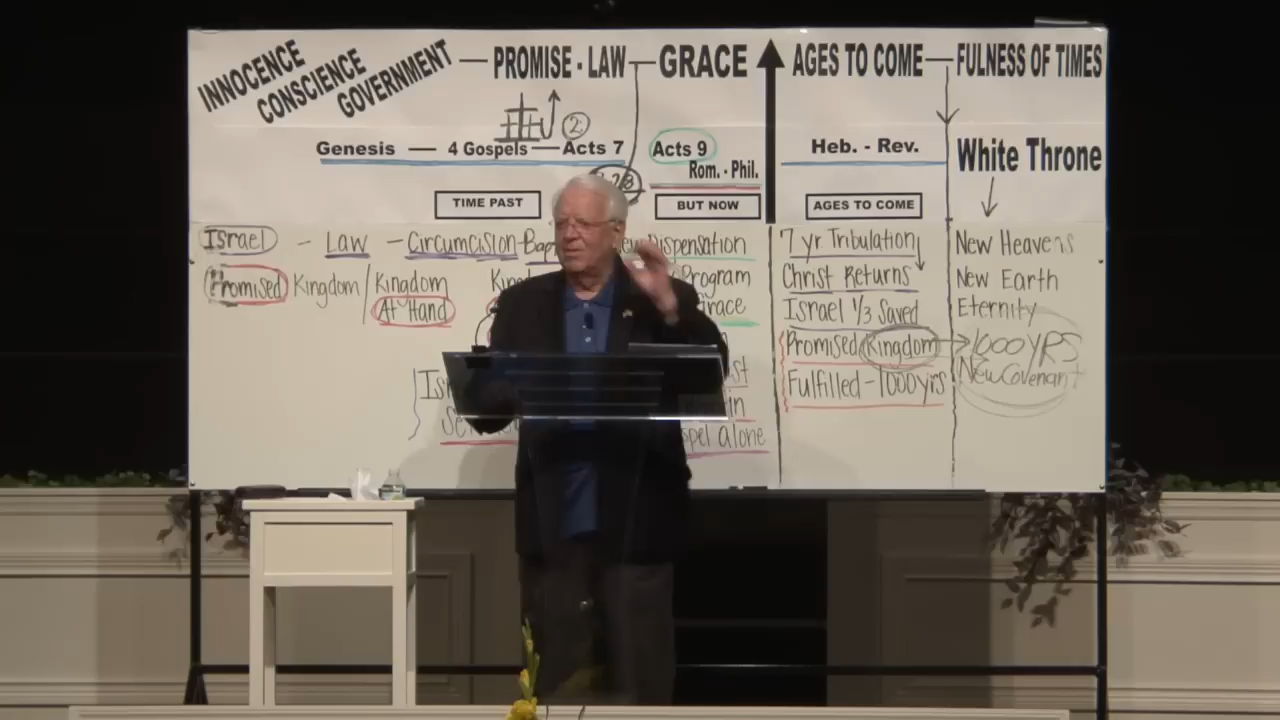 INNOCENCE
CONSCIENCE
GOVERNMENT — PROMISE - LAW — GRACE
AGES TO COME — FULNESS OF TIMES
2
Genesis — 4 Gospels — Acts 7
Acts 9
Rom. - Phil.
Heb. - Rev.
White Throne
TIME PAST
BUT NOW
AGES TO COME
Israel - Law - Circumcision -
Dispensation
Promised Kingdom / Kingdom
At Hand
Program
7 yr Tribulation
Christ Returns
Israel 1/3 Saved
Promised Kingdom → 1000 YRS
Fulfilled - 1000 yrs
New Covenant
New Heavens
New Earth
Eternity
Alone